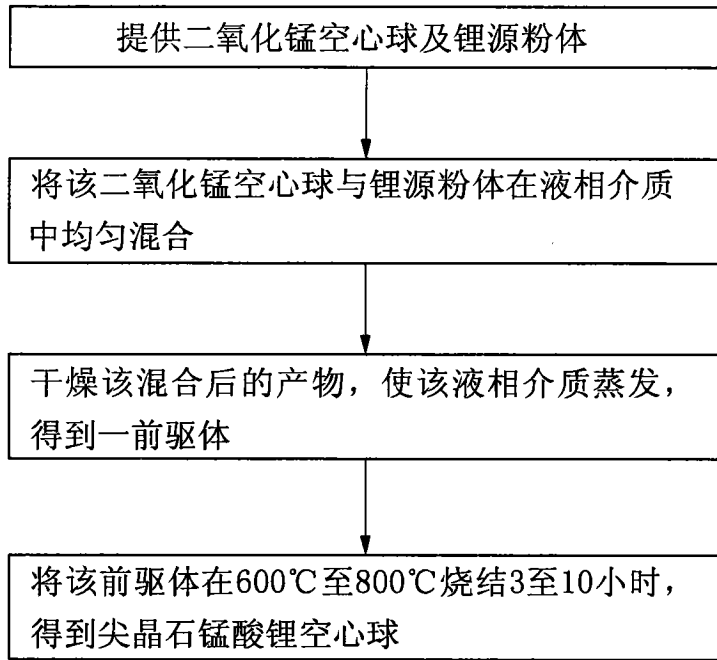 提供二氧化锰空心球及锂源粉体
将该二氧化锰空心球与锂源粉体在液相介质
中均匀混合
干燥该混合后的产物，使该液相介质蒸发，
得到一前驱体
将该前驱体在600℃至800℃烧结3至10小时，
得到尖晶石锰酸锂空心球